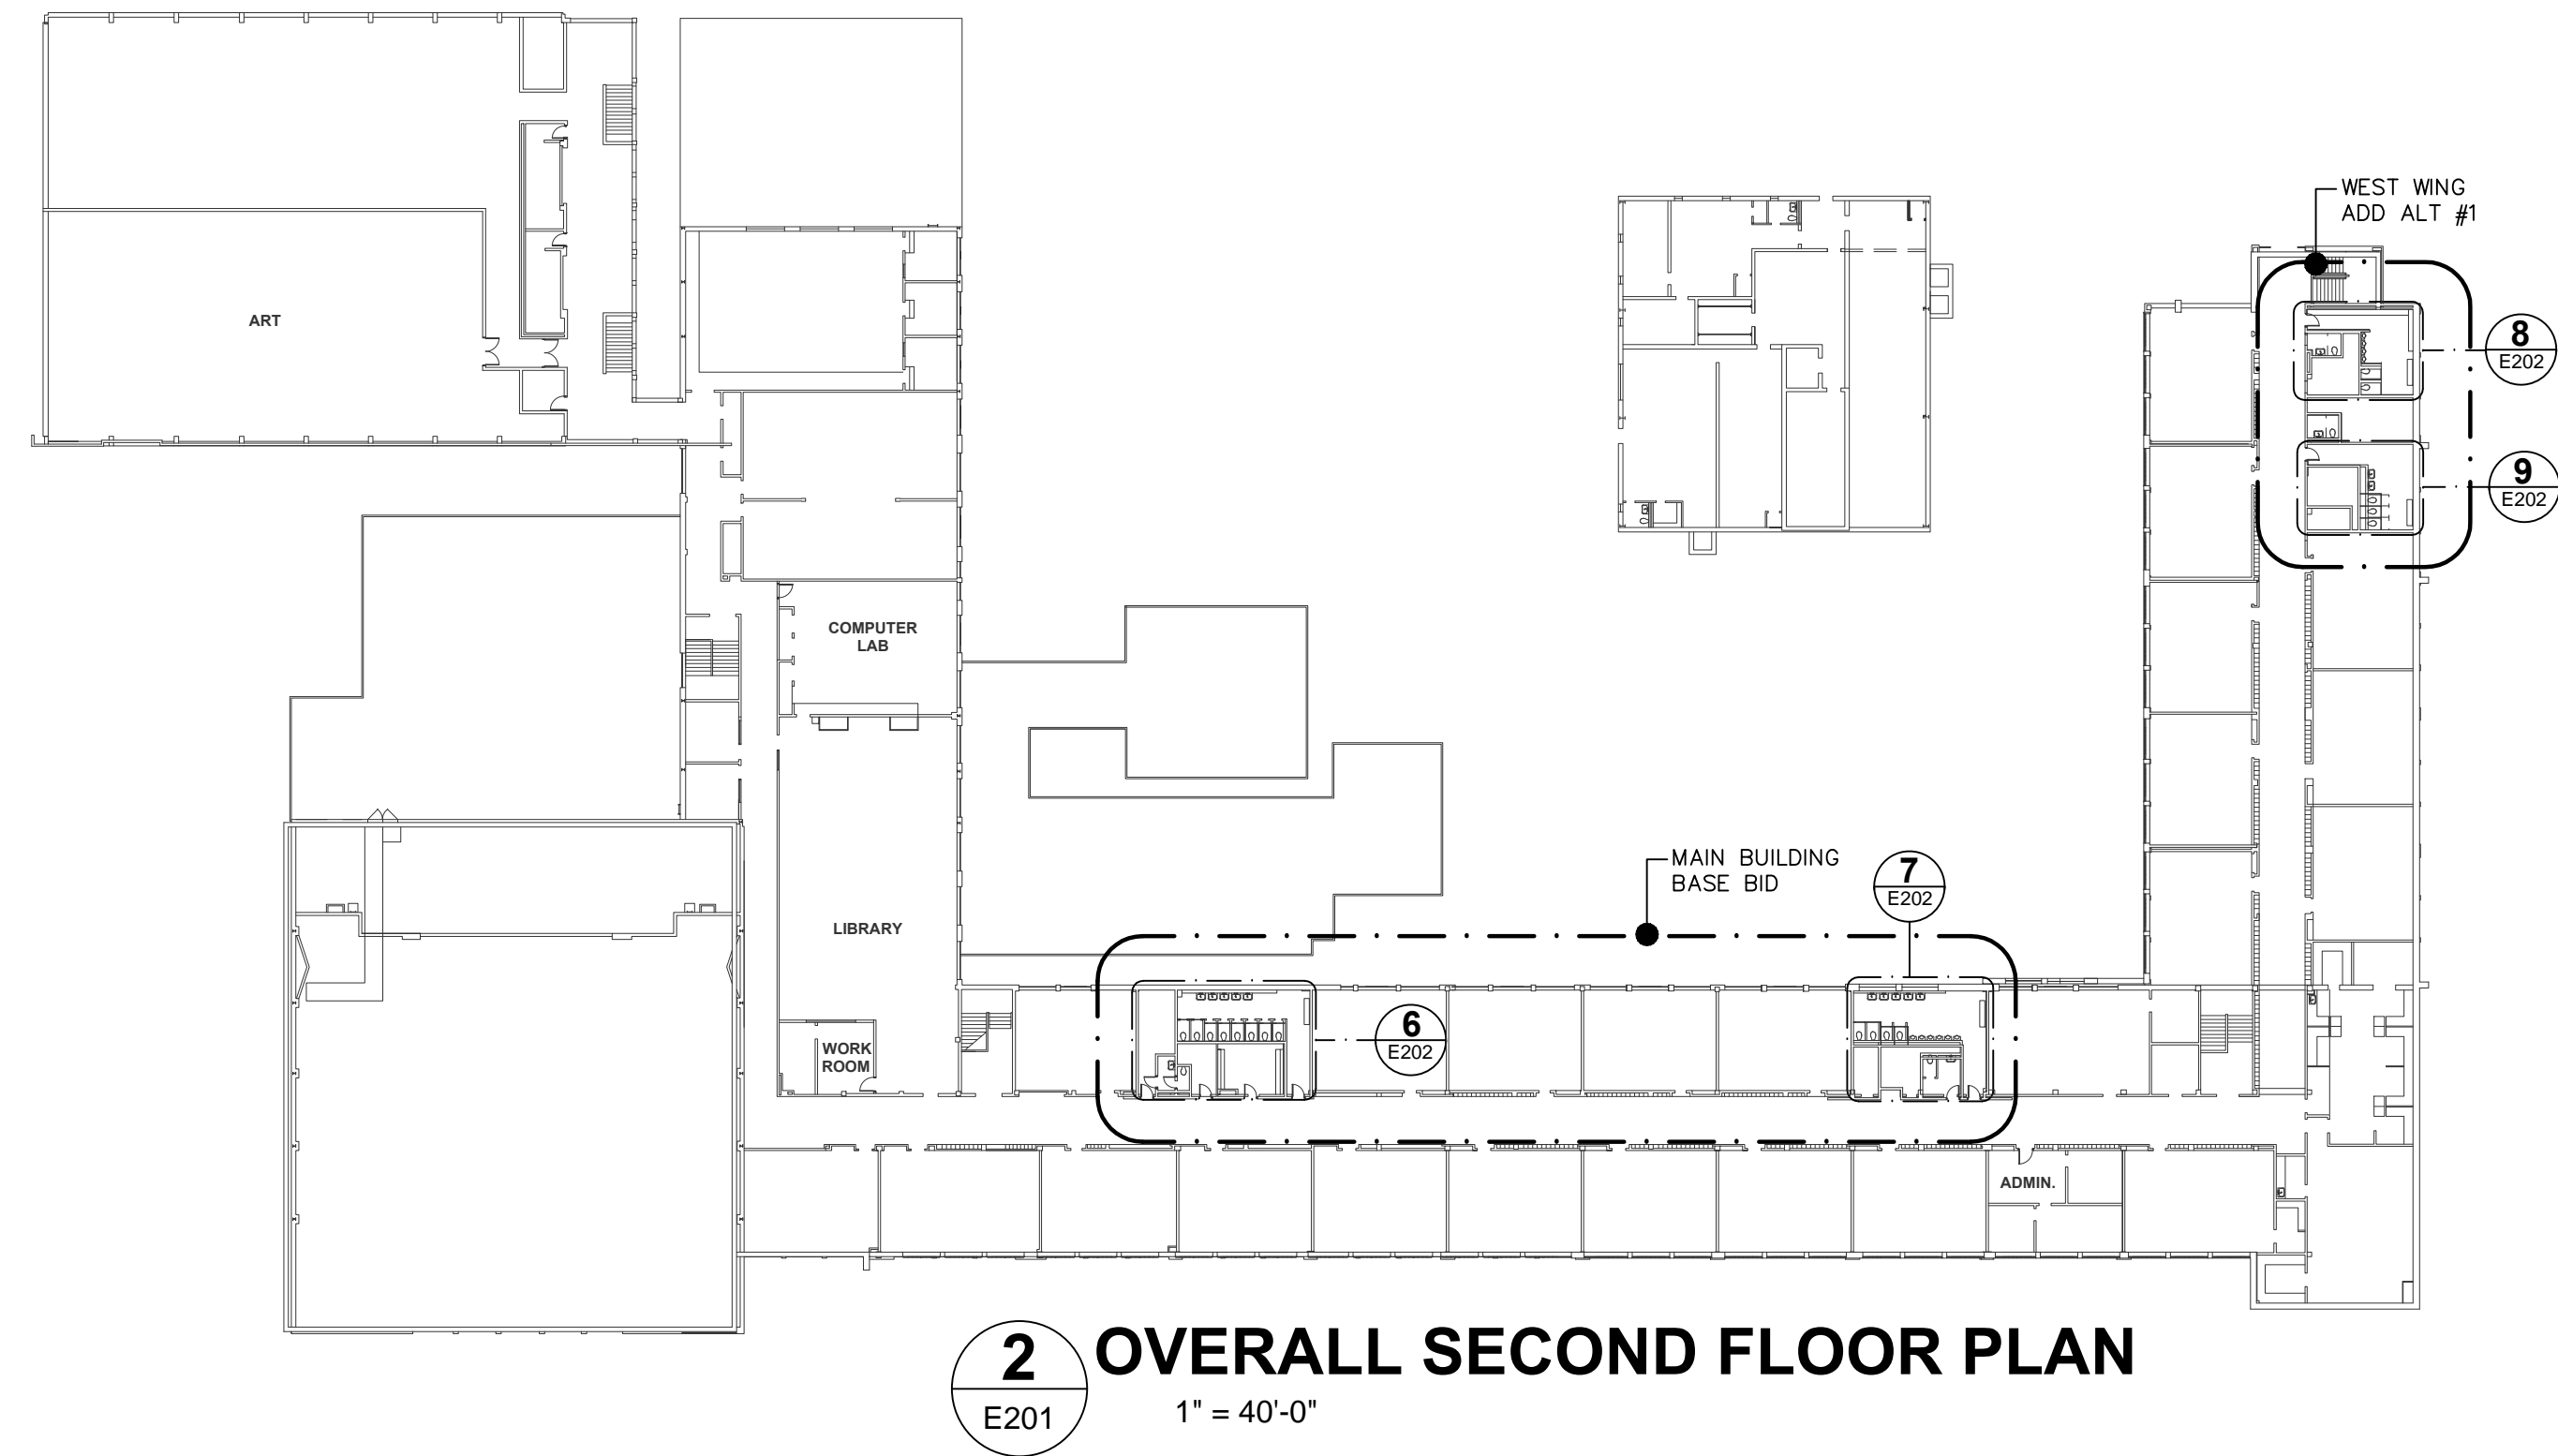 WEST WING
ADD ALT #1
8
E202
ART
9
E202
COMPUTER
LAB
MAIN BUILDING
BASE BID
7
E202
LIBRARY
6
E202
WORK
ROOM
ADMIN.
2
E201
OVERALL SECOND FLOOR PLAN
1" = 40'-0"